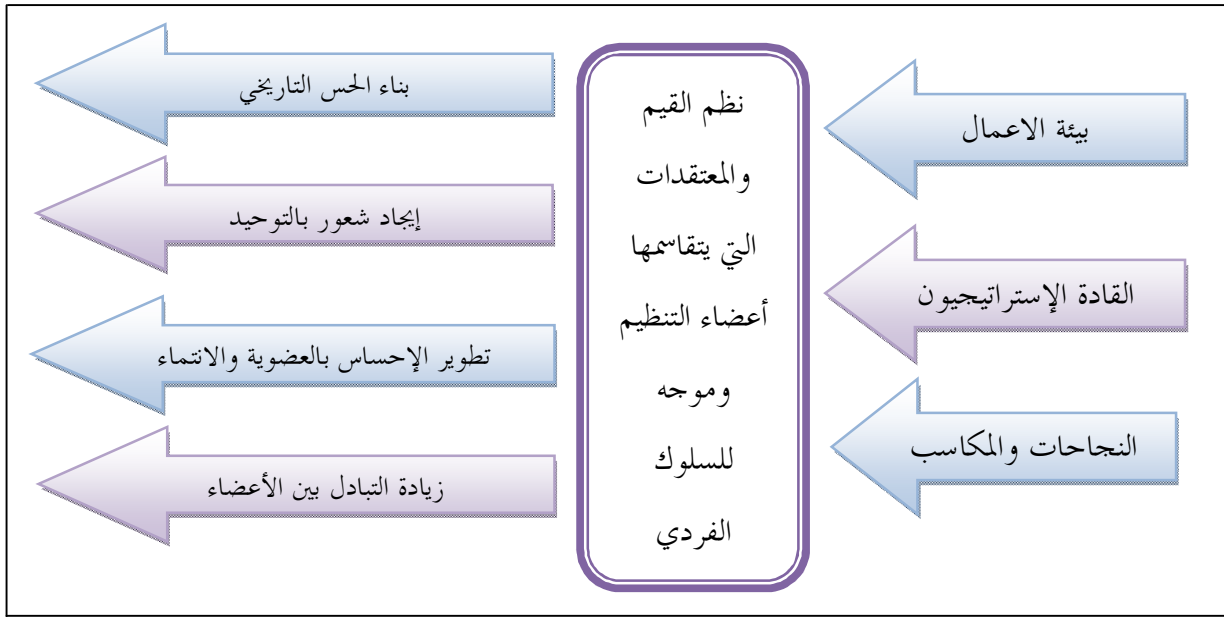 بيئة الاعمال
القادة الإستراتيجيون
النجاحات والمكاسب
نظم القيم
والمعتقدات
التي يتقاسمها
أعضاء التنظيم
وموجه
للسلوك
الفردي
بناء الحس التاريخي
إيجاد شعور بالتوحيد
تطوير الإحساس بالعضوية والانتماء
زيادة التبادل بين الأعضاء